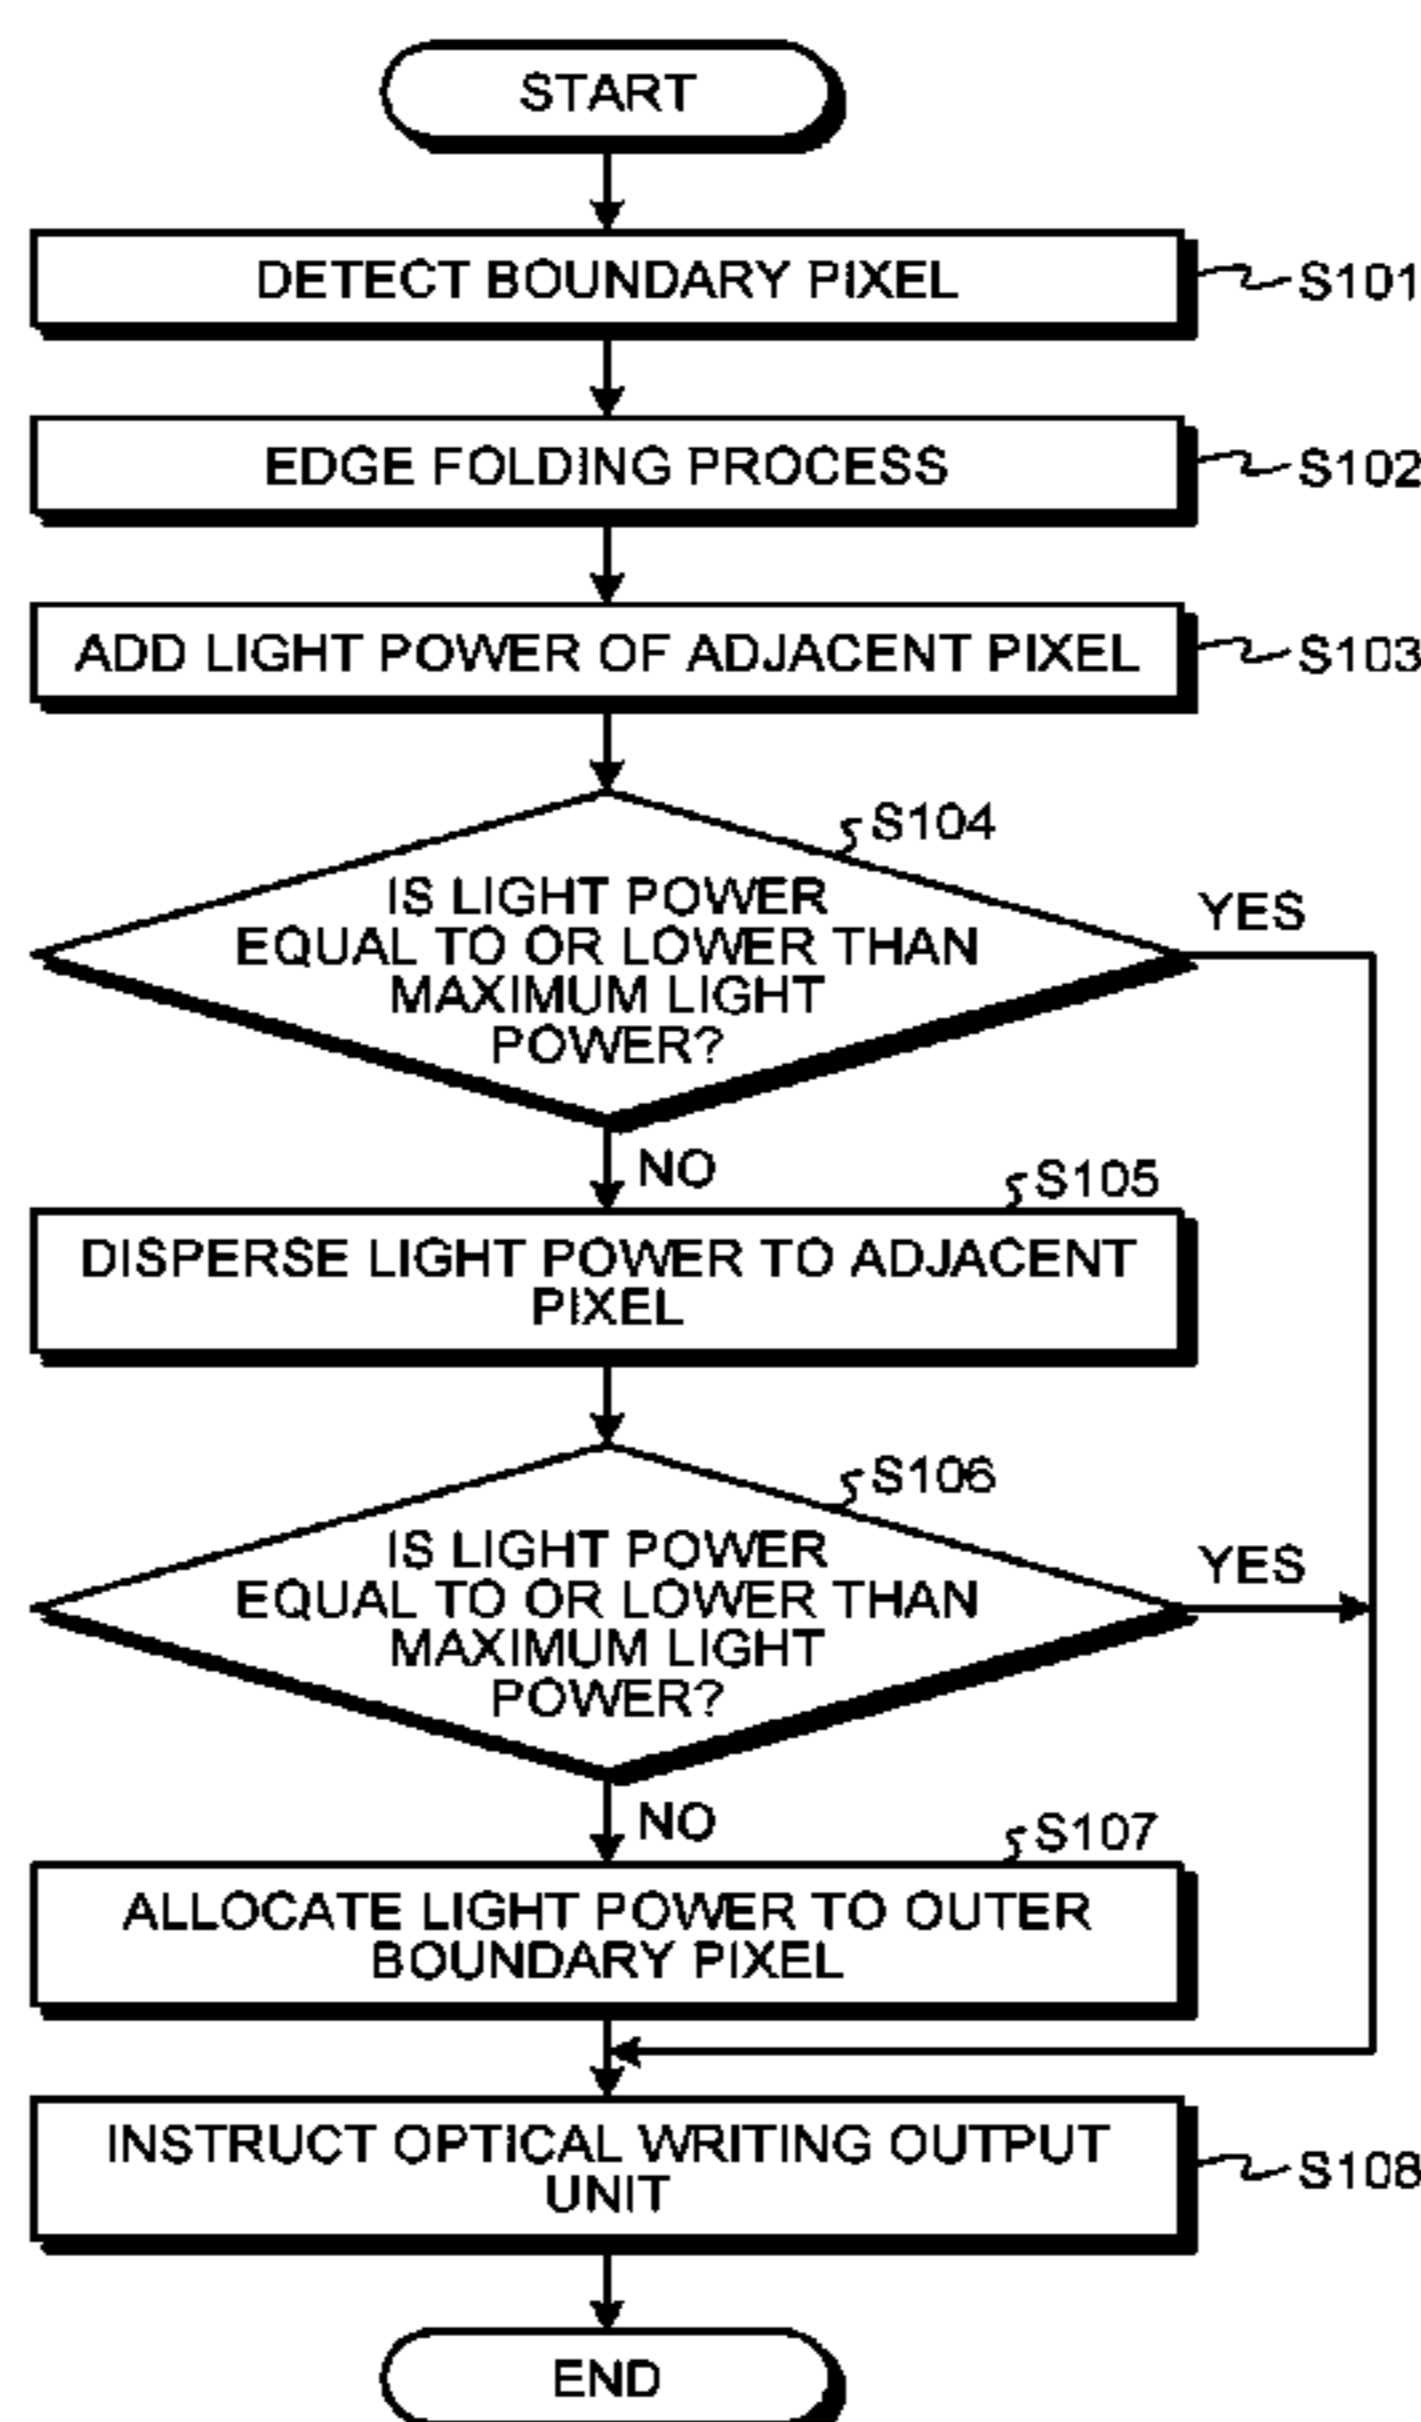 START
DETECT BOUNDARY PIXEL
S101
EDGE FOLDING PROCESS
S102
ADD LIGHT POWER OF ADJACENT PIXEL
S103
S104
IS LIGHT POWER
EQUAL TO OR LOWER THAN
MAXIMUM LIGHT
POWER?
YES
NO
S105
DISPERSE LIGHT POWER TO ADJACENT
PIXEL
S106
IS LIGHT POWER
EQUAL TO OR LOWER THAN
MAXIMUM LIGHT
POWER?
YES
NO
S107
ALLOCATE LIGHT POWER TO OUTER
BOUNDARY PIXEL
INSTRUCT OPTICAL WRITING OUTPUT
UNIT
S108
END